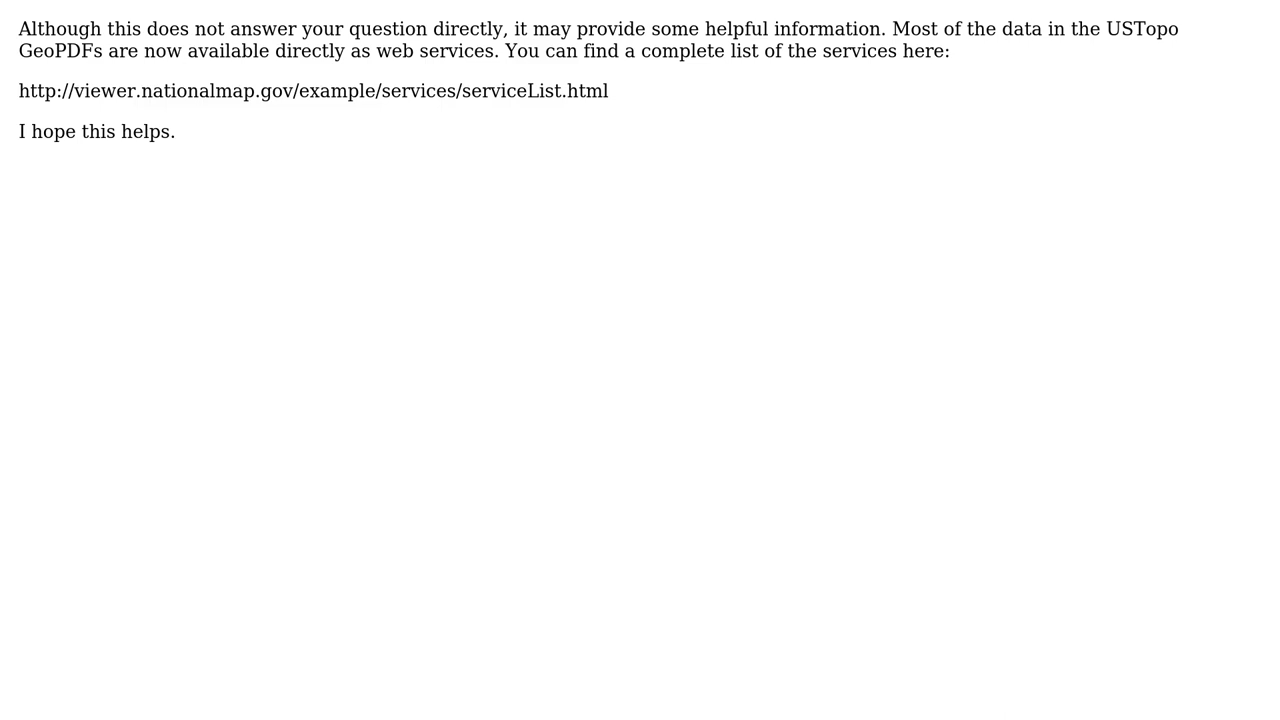 Although this does not answer your question directly, it may provide some helpful information. Most of the data in the USTopo
GeoPDFs are now available directly as web services. You can find a complete list of the services here:
http://viewer.nationalmap.gov/example/services/serviceList.html
I hope this helps.